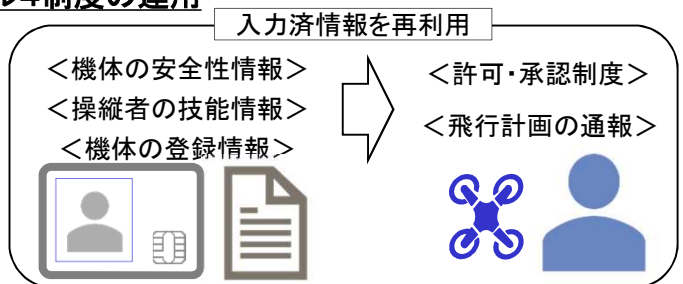 ル4制度の運用
入力済情報を再利用
＜機体の安全性情報＞
＜操縦者の技能情報＞
＜機体の登録情報＞
＜許可・承認制度＞
＜飛行計画の通報＞